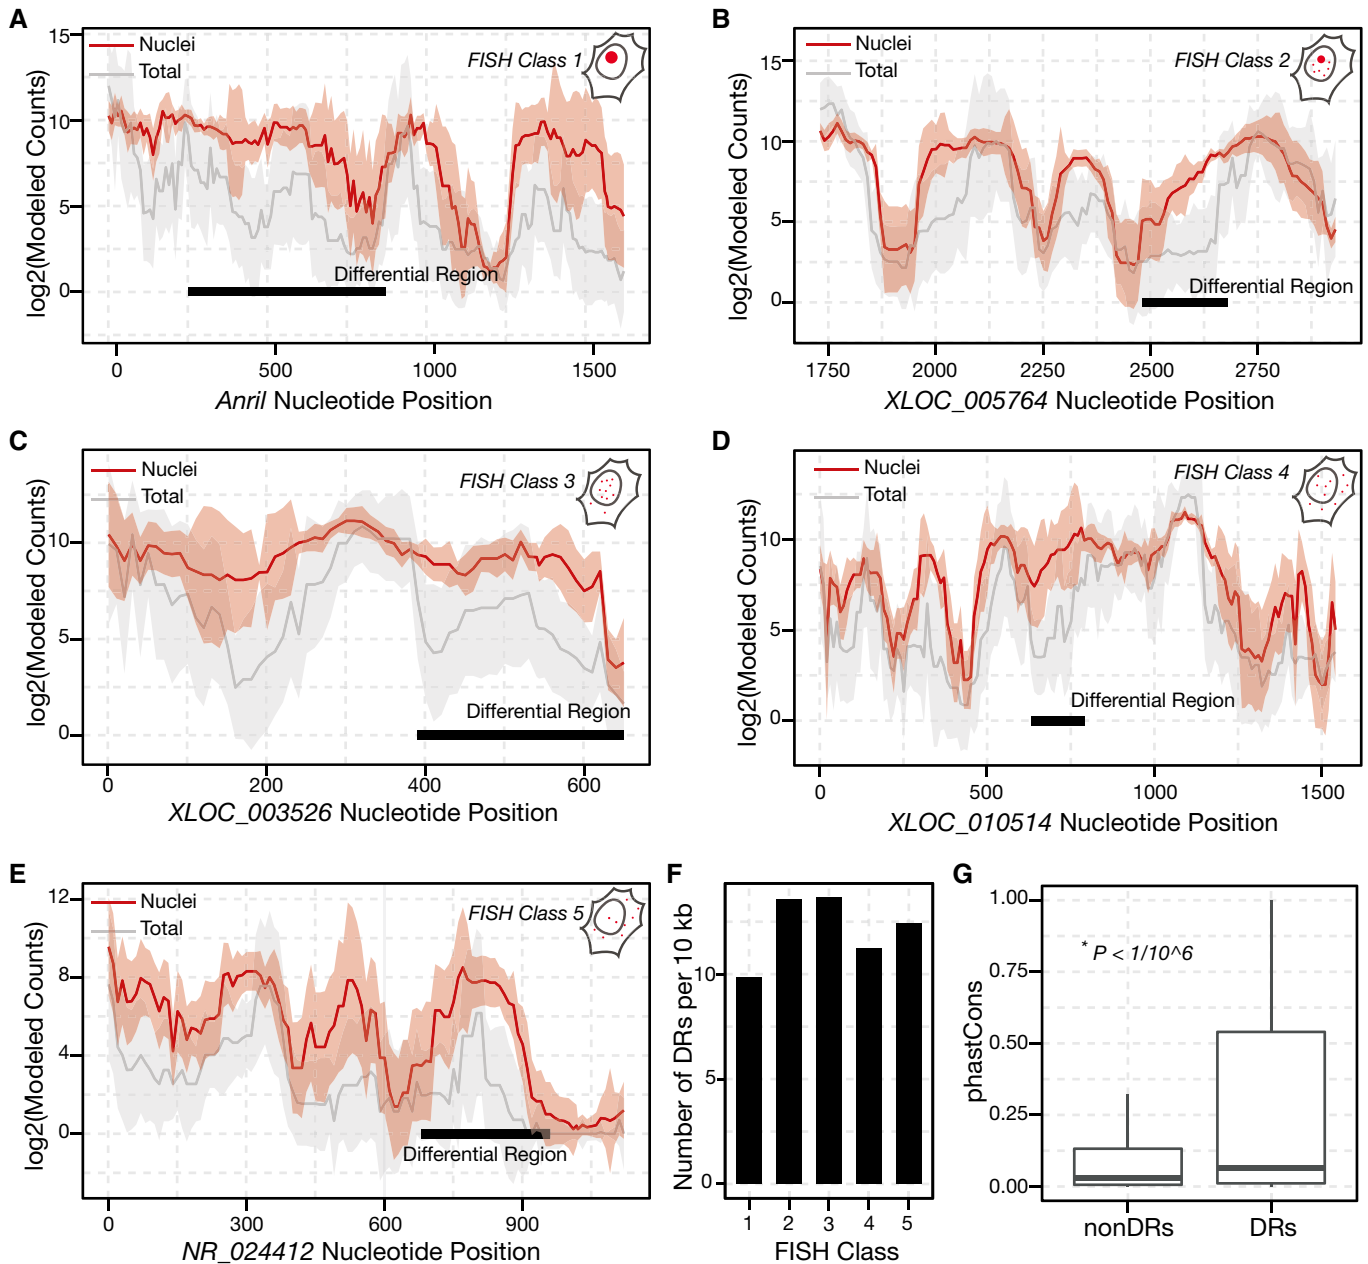 A
log2(Modeled Counts)
15
10
5
0
Nuclei
Total
FISH Class 1
Differential Region
0 500 1000 1500
Anril Nucleotide Position
B
log2(Modeled Counts)
15
10
5
0
Nuclei
Total
FISH Class 2
Differential Region
1750 2000 2250 2500 2750
XLOC_005764 Nucleotide Position
C
log2(Modeled Counts)
10
5
0
Nuclei
Total
FISH Class 3
Differential Region
0 200 400 600
XLOC_003526 Nucleotide Position
D
log2(Modeled Counts)
10
5
0
Nuclei
Total
FISH Class 4
Differential Region
0 500 1000 1500
XLOC_010514 Nucleotide Position
E
log2(Modeled Counts)
12
8
4
0
Nuclei
Total
FISH Class 5
Differential Region
0 300 600 900
NR_024412 Nucleotide Position
F
Number of DRs per 10 kb
10
5
0
1 2 3 4 5
FISH Class
G
phastCons
1.00
0.75
0.50
0.25
0.00
* P < 1/10^6
nonDRs DRs